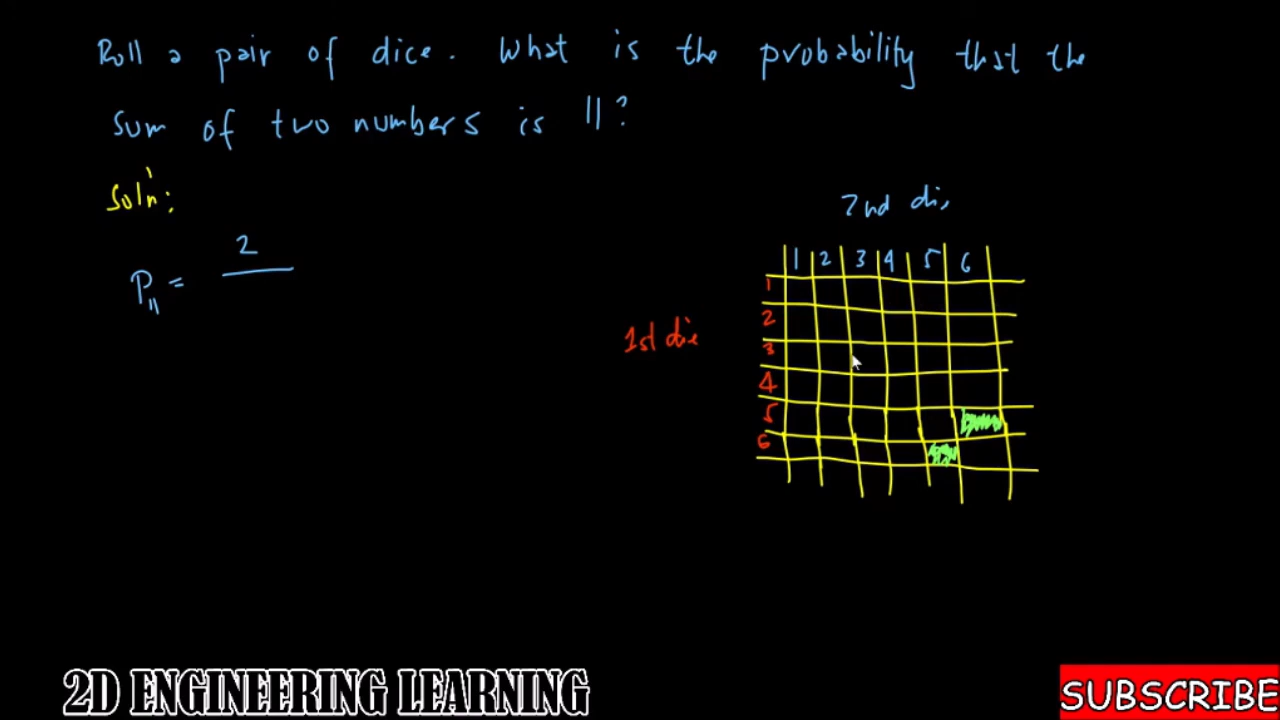 Roll a pair of dice. What is the probability that the
sum of two numbers is 11?
Sol'n:
2
P11 =
2nd die
1 2 3 4 5 6
1
2
1st die
3
4
5
6
2D ENGINEERING LEARNING
SUBSCRIBE